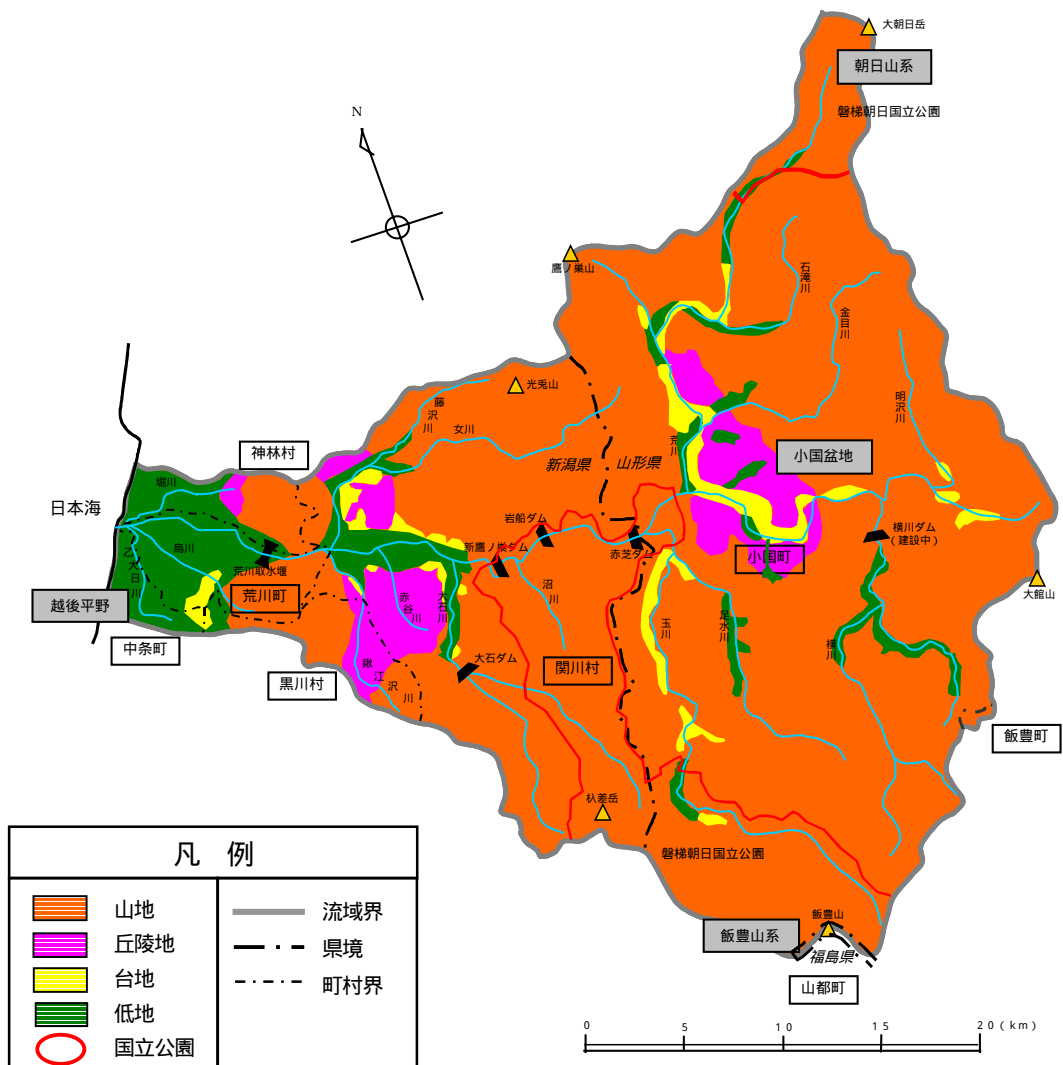 大朝日岳
朝日山系
磐梯朝日国立公園
N
鷹ノ巣山
石滝川
金目川
明沢川
光兎山
藤沢川
女川
荒川
新潟県
山形県
小国盆地
神林村
堀川
日本海
岩船ダム
新鷹ノ巣ダム
赤芝ダム
小国町
横川ダム
(建設中)
大館山
乙大日川
烏川
荒川取水堰
荒川町
越後平野
中条町
赤谷川
大石川
沼川
玉川
足水川
横川
黒川村
鍬江沢川
大石ダム
関川村
飯豊町
杁差岳
磐梯朝日国立公園
飯豊山系
飯豊山
福島県
山都町
凡 例
山地
丘陵地
台地
低地
国立公園
流域界
県境
町村界
0 5 10 15 20(km)